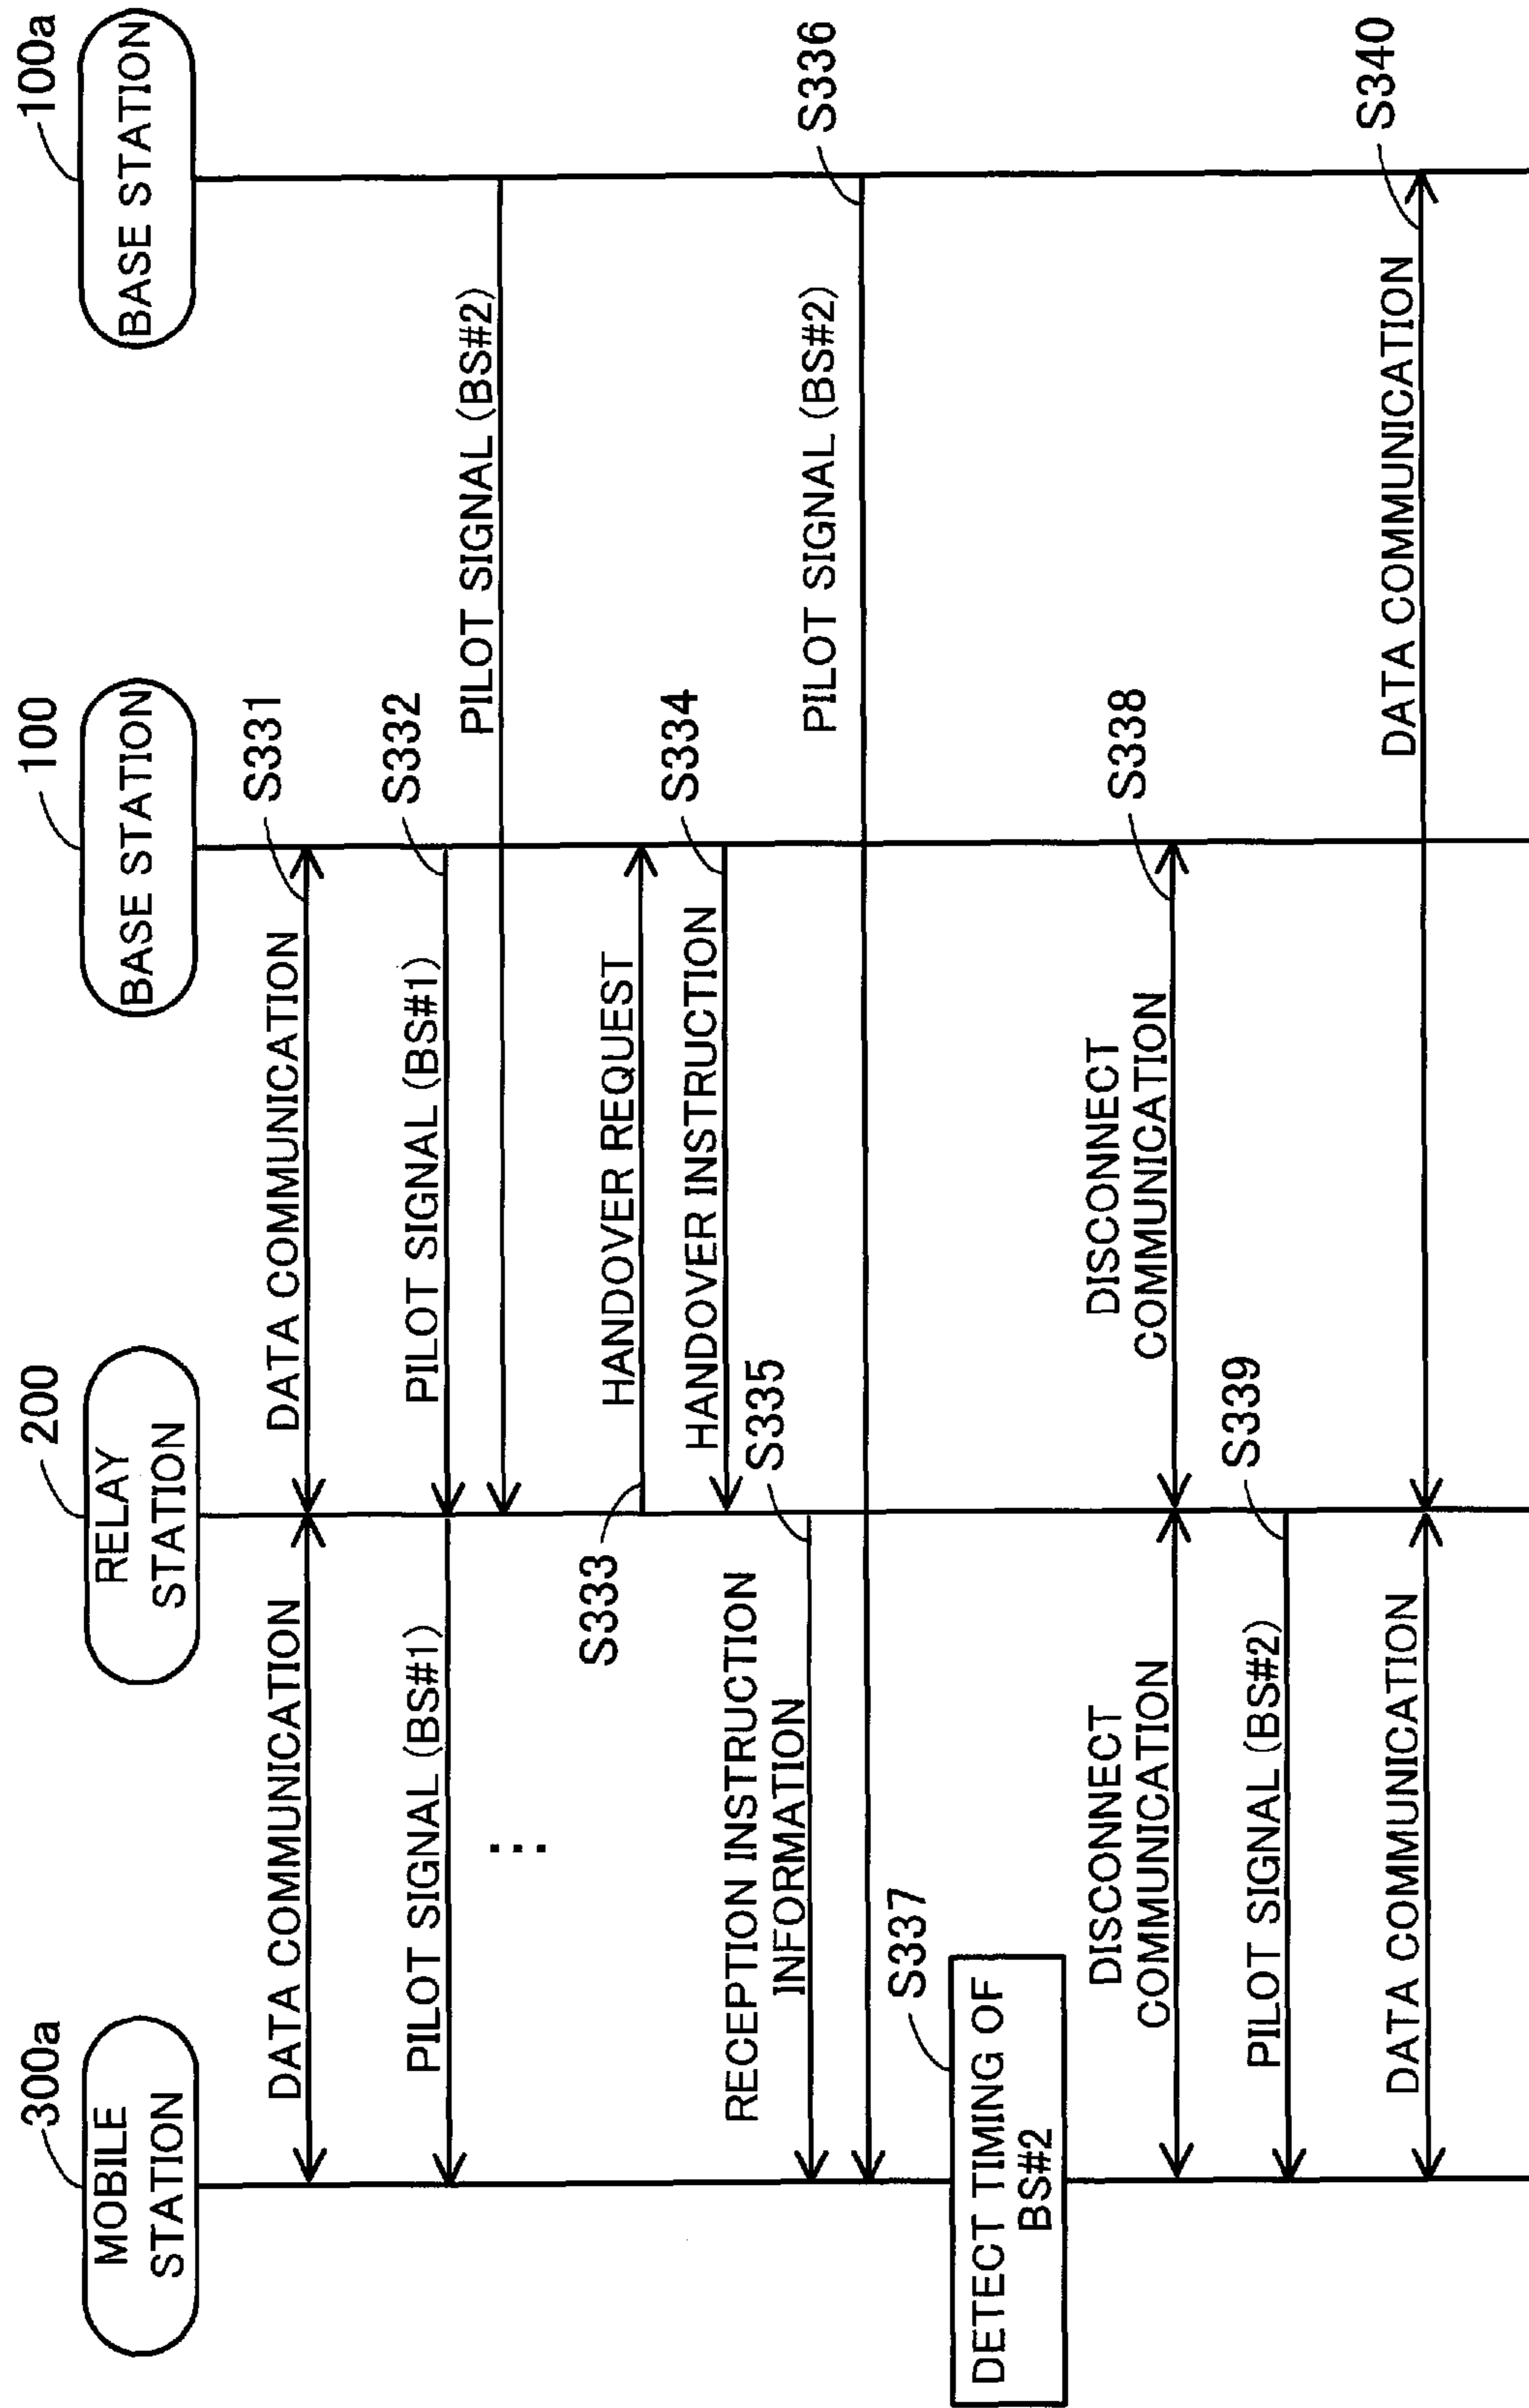 300a
MOBILE
STATION
200
RELAY
STATION
100
BASE STATION
100a
BASE STATION
DATA COMMUNICATION
DATA COMMUNICATION
S331
PILOT SIGNAL (BS#1)
PILOT SIGNAL (BS#1)
S332
...
PILOT SIGNAL (BS#2)
S333
HANDOVER REQUEST
HANDOVER INSTRUCTION
S334
RECEPTION INSTRUCTION
INFORMATION
S335
PILOT SIGNAL (BS#2)
S336
S337
DETECT TIMING OF
BS#2
DISCONNECT
COMMUNICATION
DISCONNECT
COMMUNICATION
S338
PILOT SIGNAL (BS#2)
S339
DATA COMMUNICATION
DATA COMMUNICATION
S340